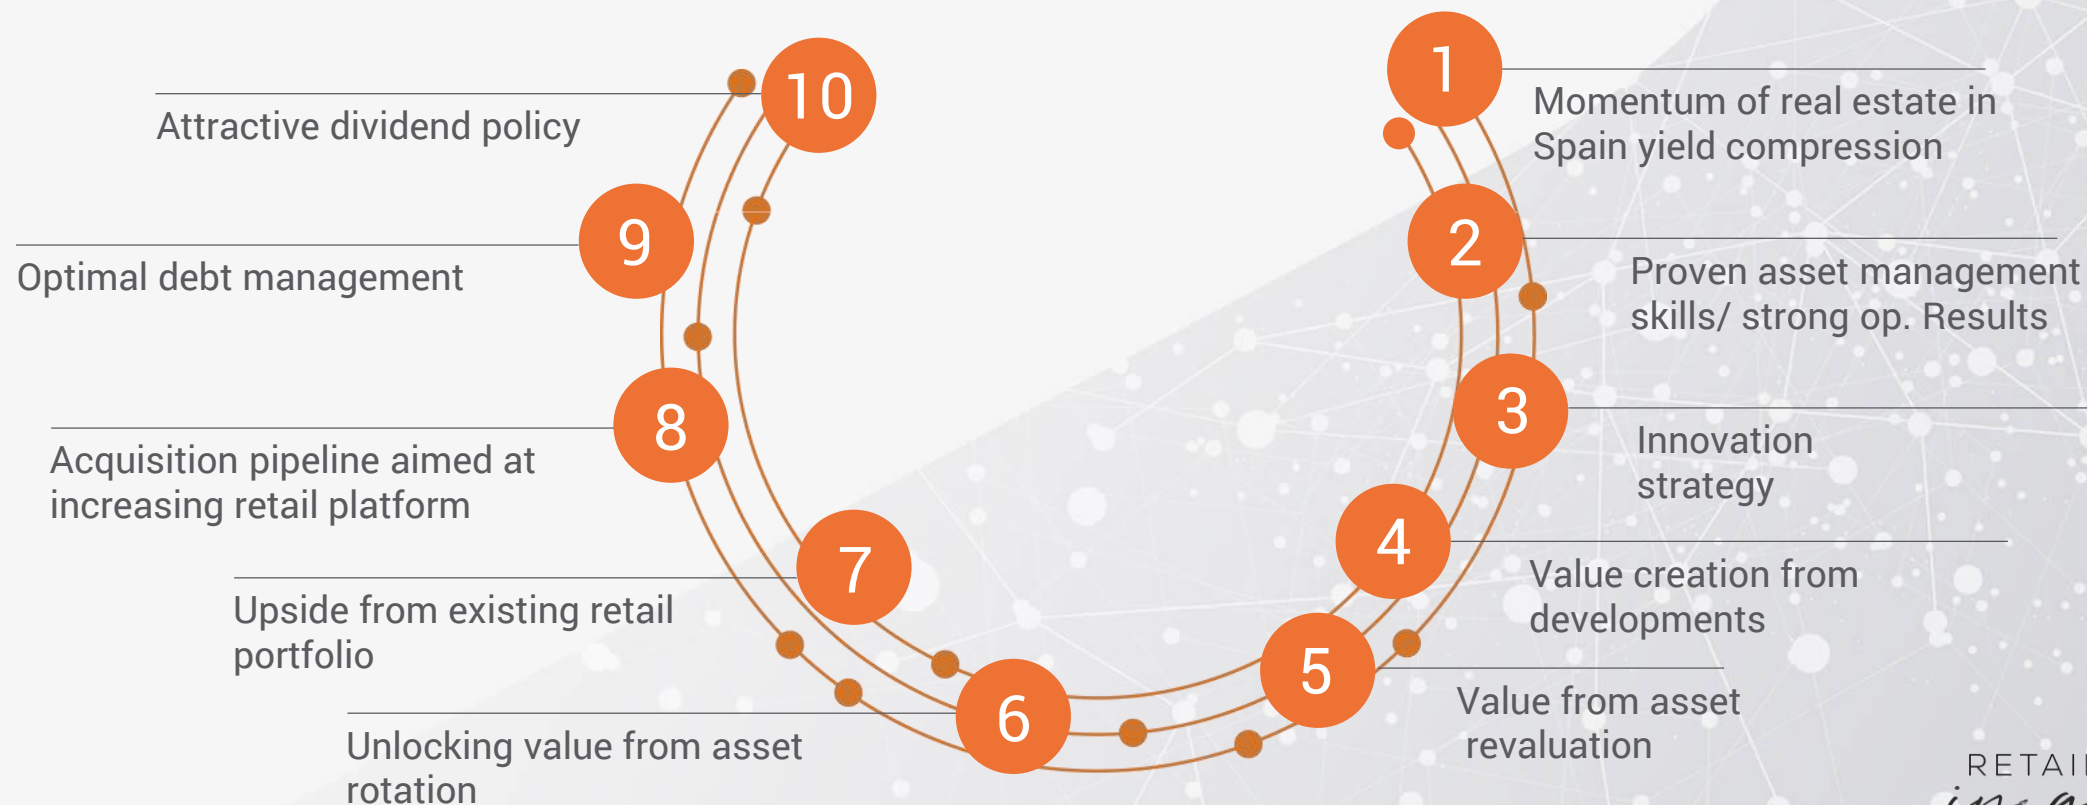 1
Momentum of real estate in
Spain yield compression
2
Proven asset management
skills/ strong op. Results
3
Innovation
strategy
4
Value creation from
developments
5
Value from asset
revaluation
6
Unlocking value from asset
rotation
7
Upside from existing retail
portfolio
8
Acquisition pipeline aimed at
increasing retail platform
9
Optimal debt management
10
Attractive dividend policy
RETAIL